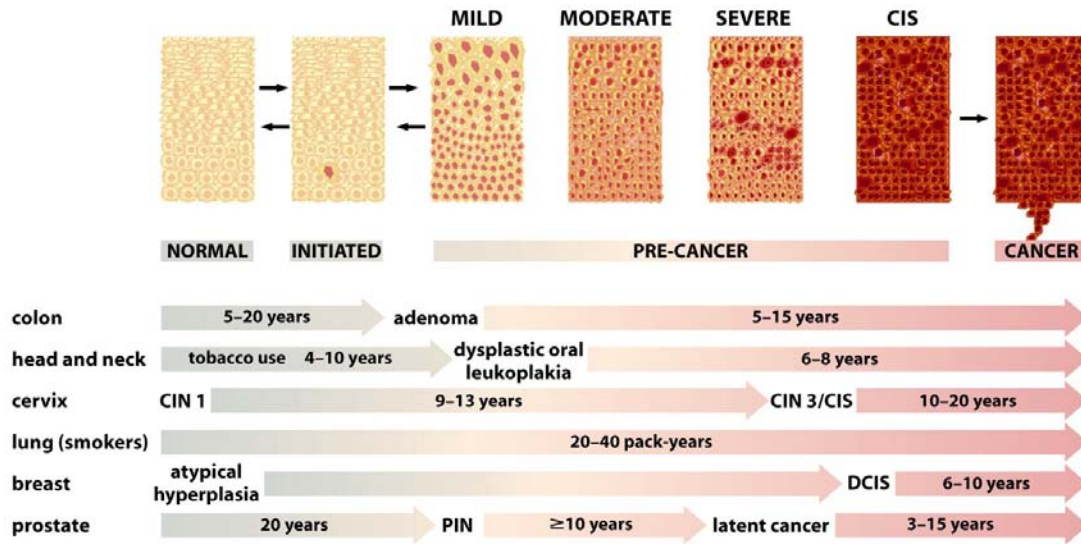 MILD MODERATE SEVERE CIS
NORMAL INITIATED PRE-CANCER CANCER
colon 5–20 years adenoma 5–15 years
head and neck tobacco use 4–10 years dysplastic oral leukoplakia 6–8 years
cervix CIN 1 9–13 years CIN 3/CIS 10–20 years
lung (smokers) 20–40 pack-years
breast atypical hyperplasia DCIS 6–10 years
prostate 20 years PIN ≥10 years latent cancer 3–15 years